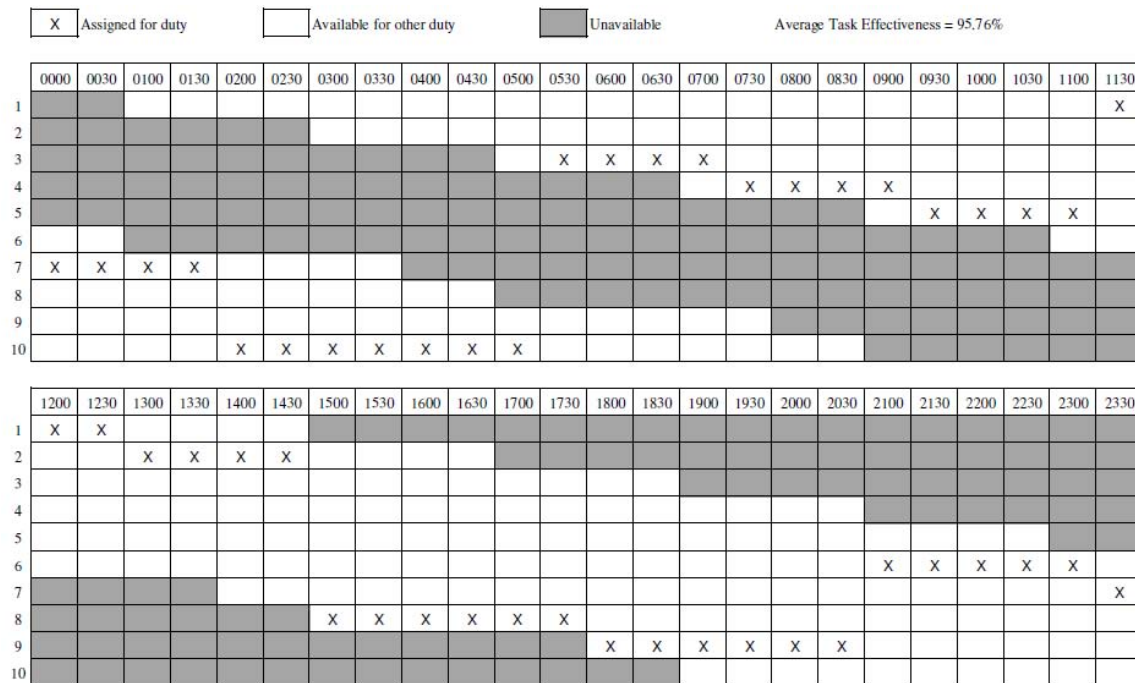 X Assigned for duty Available for other duty Unavailable Average Task Effectiveness = 95.76%
0000 0030 0100 0130 0200 0230 0300 0330 0400 0430 0500 0530 0600 0630 0700 0730 0800 0830 0900 0930 1000 1030 1100 1130
1 X
2
3 X X X X
4 X X X X
5 X X X X
6
7 X X X X
8
9
10 X X X X X X X
1200 1230 1300 1330 1400 1430 1500 1530 1600 1630 1700 1730 1800 1830 1900 1930 2000 2030 2100 2130 2200 2230 2300 2330
1 X X
2 X X X X
3
4
5
6 X X X X X
7 X
8 X X X X X X
9 X X X X X X
10